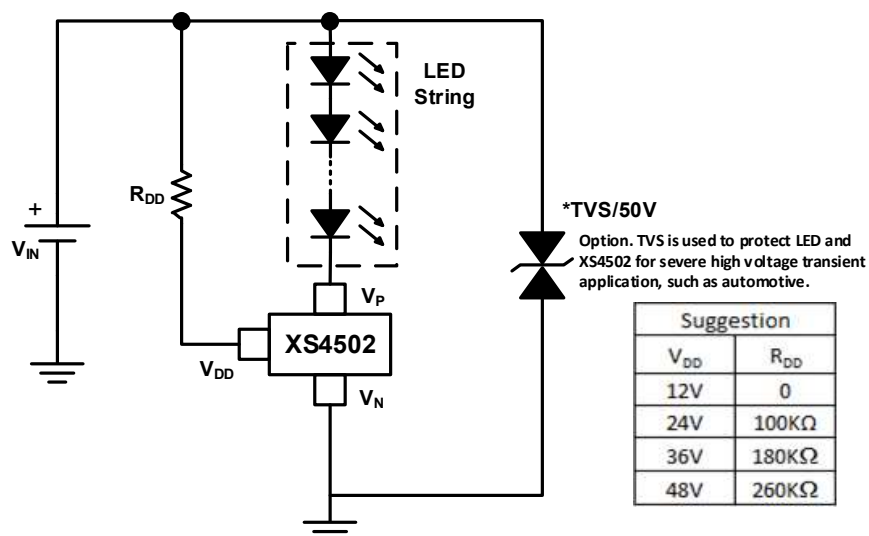 LED
String
R_DD
+
V_IN
*TVS/50V
Option. TVS is used to protect LED and
XS4502 for severe high voltage transient
application, such as automotive.
V_P
XS4502
V_DD
V_N
Suggestion
V_DD R_DD
12V 0
24V 100KΩ
36V 180KΩ
48V 260KΩ